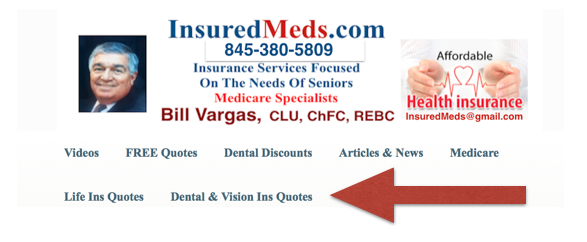 InsuredMeds.com
845-380-5809
Insurance Services Focused
On The Needs Of Seniors
Medicare Specialists
Bill Vargas, CLU, ChFC, REBC
Affordable
Health insurance
InsuredMeds@gmail.com
Videos FREE Quotes Dental Discounts Articles & News Medicare
Life Ins Quotes Dental & Vision Ins Quotes